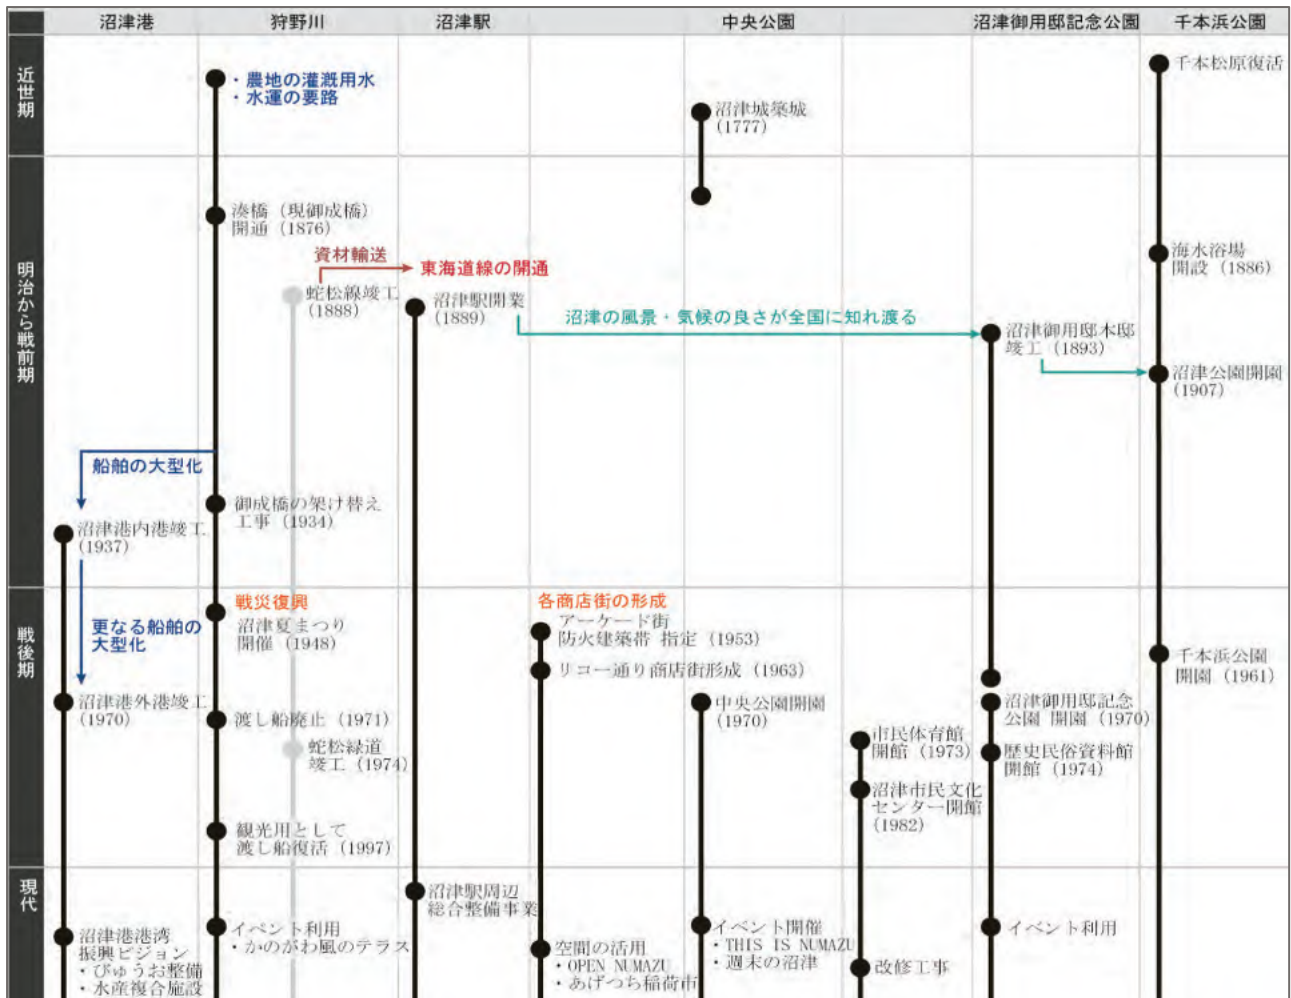 沼津港
狩野川
沼津駅
中央公園
沼津御用邸記念公園
千本浜公園
近世期
・農地の灌漑用水
・水運の要路
沼津城築城
(1777)
千本松原復活
明治から戦前期
湊橋（現御成橋）
開通 (1876)
資材輸送
東海道線の開通
蛇松線竣工
(1888)
沼津駅開業
(1889)
沼津の風景・気候の良さが全国に知れ渡る
沼津御用邸本邸
竣工 (1893)
海水浴場
開設 (1886)
沼津公園開園
(1907)
船舶の大型化
御成橋の架け替え
工事 (1934)
沼津港内港竣工
(1937)
戦後期
更なる船舶の
大型化
戦災復興
沼津夏まつり
開催 (1948)
各商店街の形成
アーケード街
防火建築帯 指定 (1953)
リコー通り商店街形成 (1963)
千本浜公園
開園 (1961)
沼津港外港竣工
(1970)
渡し船廃止 (1971)
蛇松緑道
竣工 (1974)
中央公園開園
(1970)
市民体育館
開館 (1973)
沼津御用邸記念
公園 開園 (1970)
歴史民俗資料館
開館 (1974)
沼津市民文化
センター開館
(1982)
観光用として
渡し船復活 (1997)
現代
沼津港港湾
振興ビジョン
・びゅうお整備
・水産複合施設
イベント利用
・かのがわ風のテラス
沼津駅周辺
総合整備事業
空間の活用
・OPEN NUMAZU
・あげつち稲荷市
イベント開催
・THIS IS NUMAZU
・週末の沼津
改修工事
イベント利用